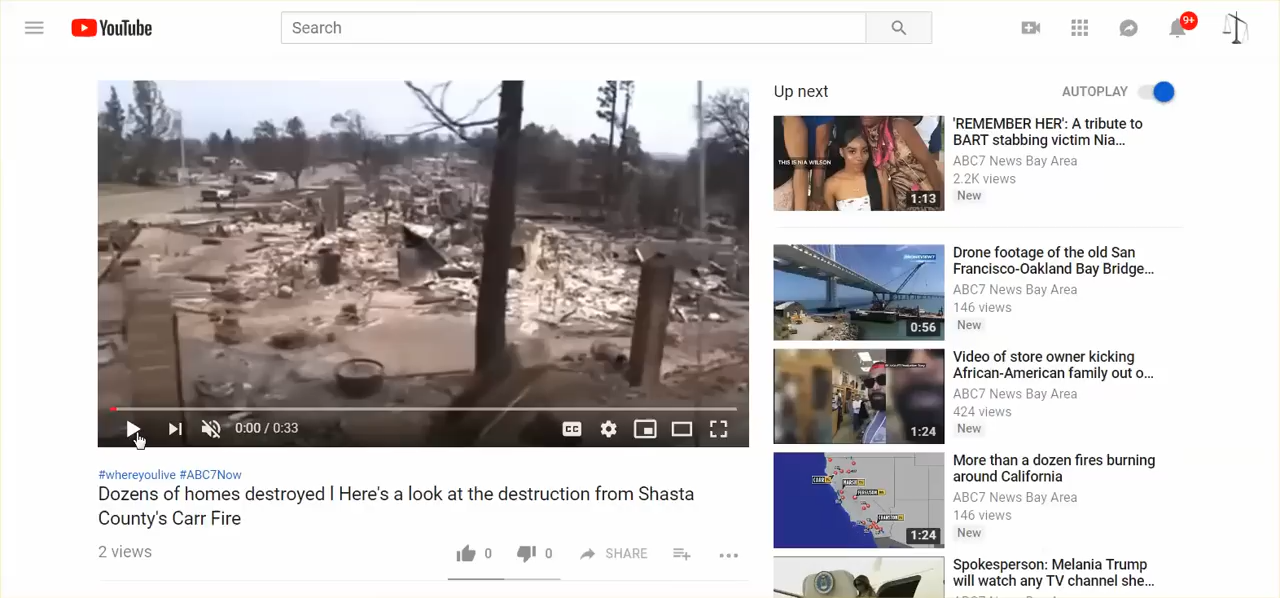 YouTube
Search
9+
0:00 / 0:33
CC
#whereyoulive #ABC7Now
Dozens of homes destroyed l Here's a look at the destruction from Shasta
County's Carr Fire
2 views
0
0
SHARE
Up next
AUTOPLAY
THIS IS NIA WILSON
1:13
'REMEMBER HER': A tribute to
BART stabbing victim Nia...
ABC7 News Bay Area
2.2K views
New
0:56
Drone footage of the old San
Francisco-Oakland Bay Bridge...
ABC7 News Bay Area
146 views
New
1:24
Video of store owner kicking
African-American family out o...
ABC7 News Bay Area
424 views
New
CARR
1:24
More than a dozen fires burning
around California
ABC7 News Bay Area
146 views
New
Spokesperson: Melania Trump
will watch any TV channel she...